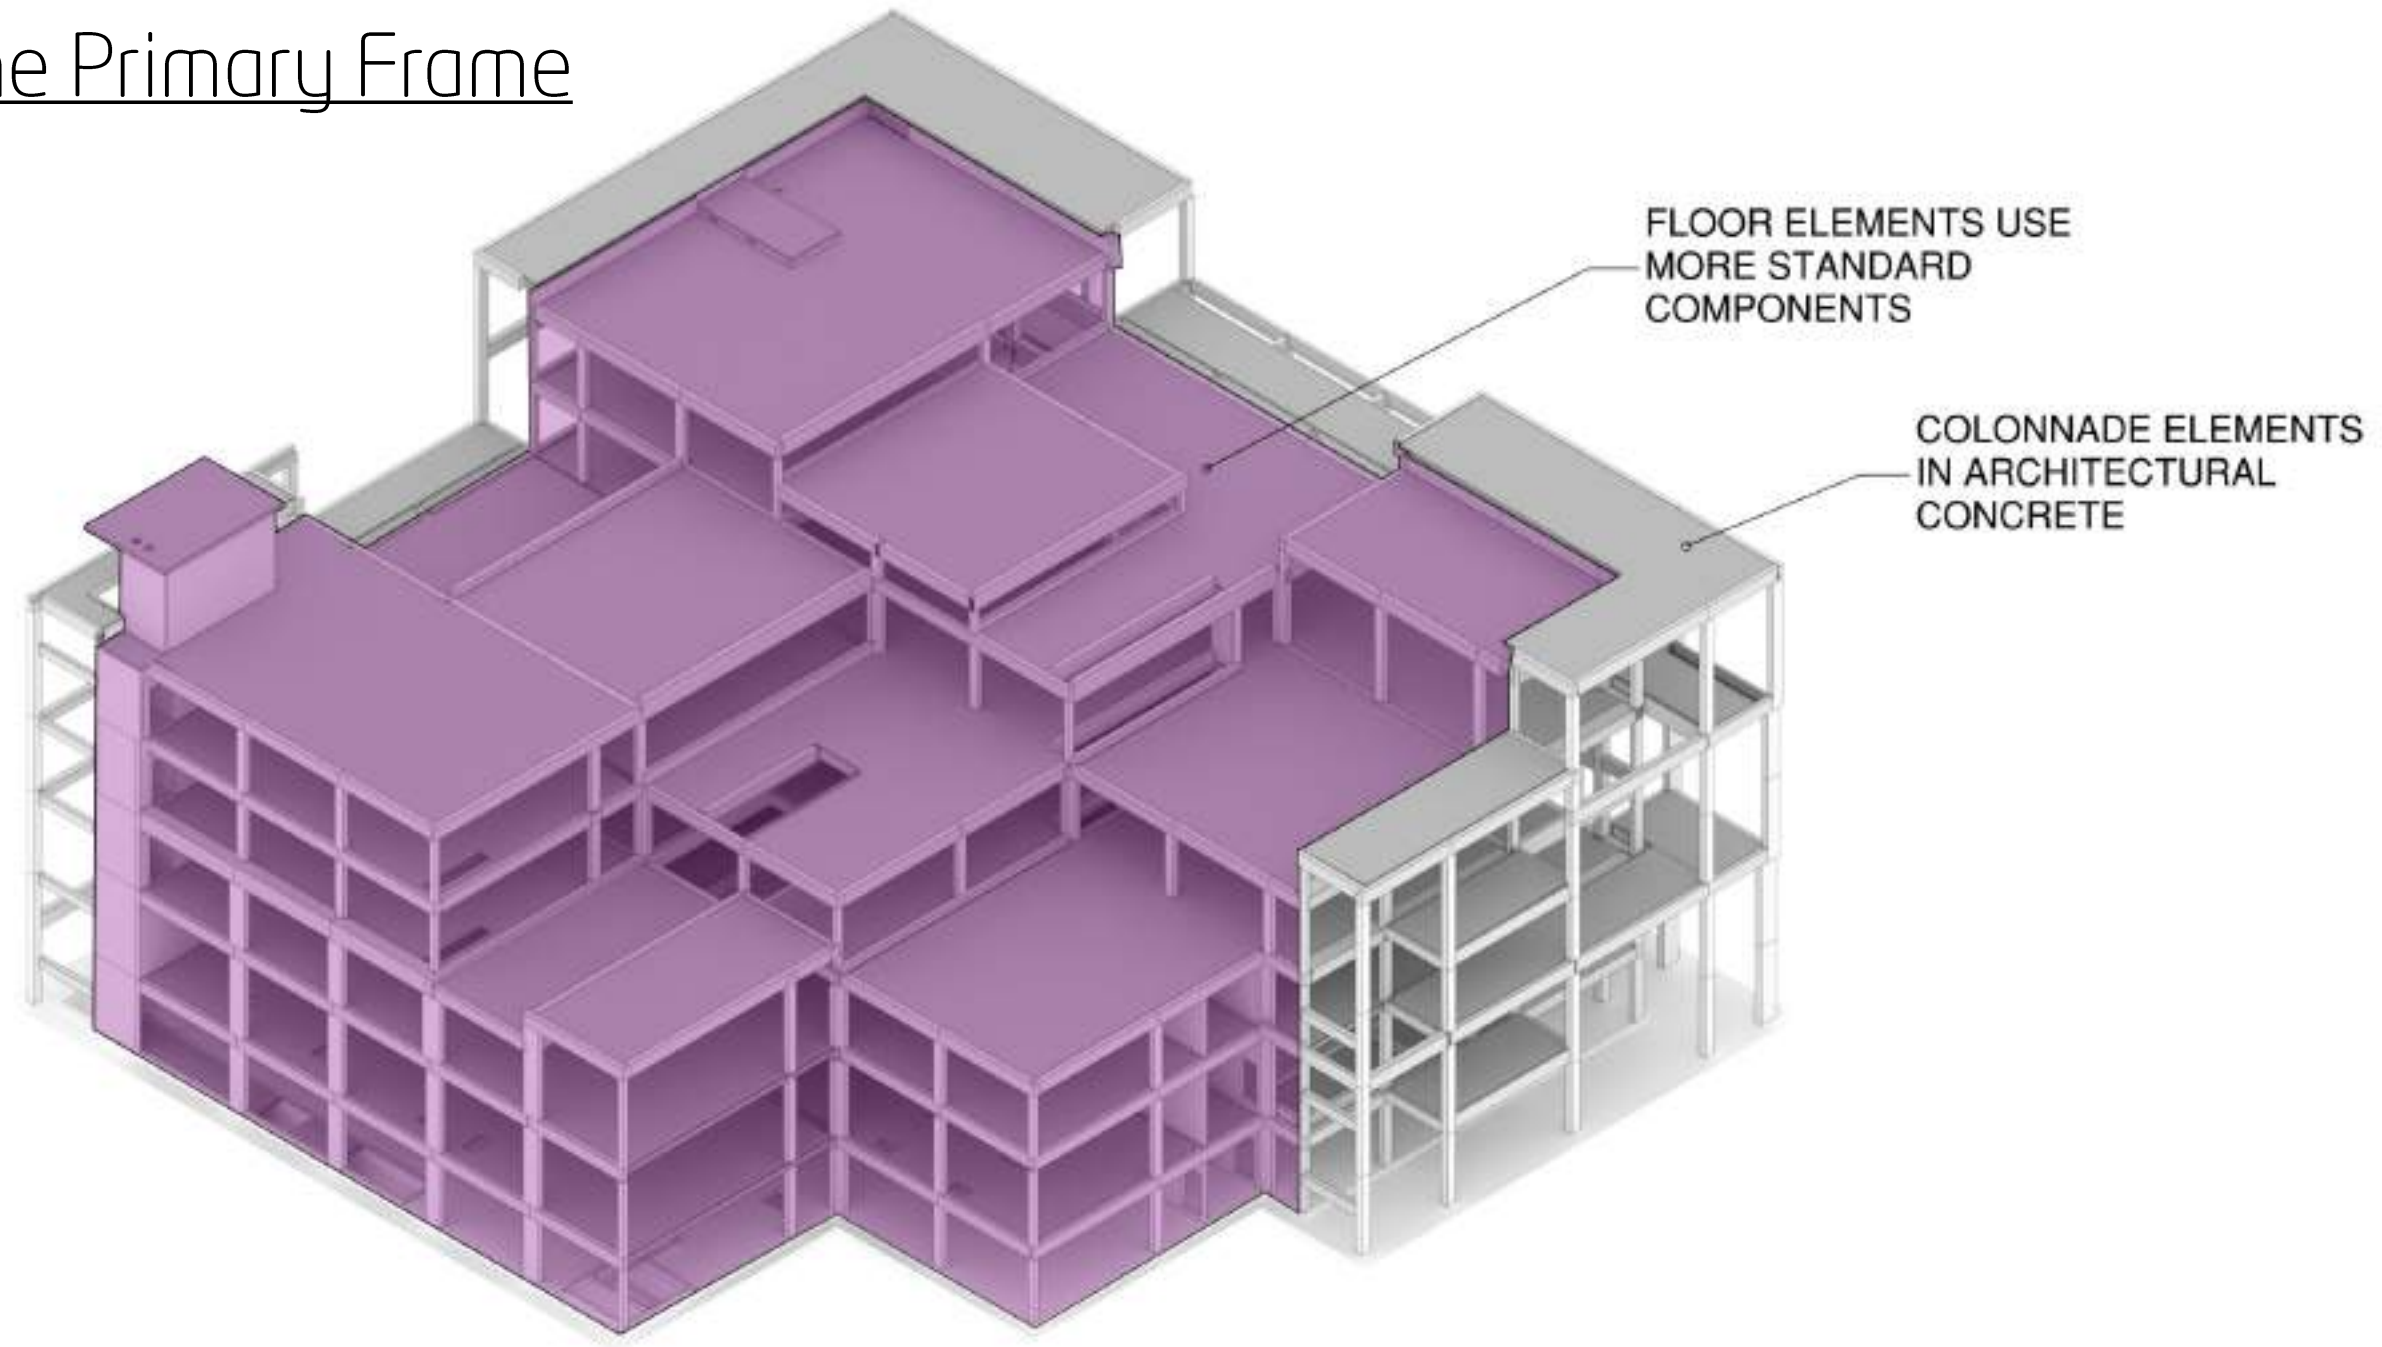 e Primary Frame
FLOOR ELEMENTS USE
MORE STANDARD
COMPONENTS
COLONNADE ELEMENTS
IN ARCHITECTURAL
CONCRETE